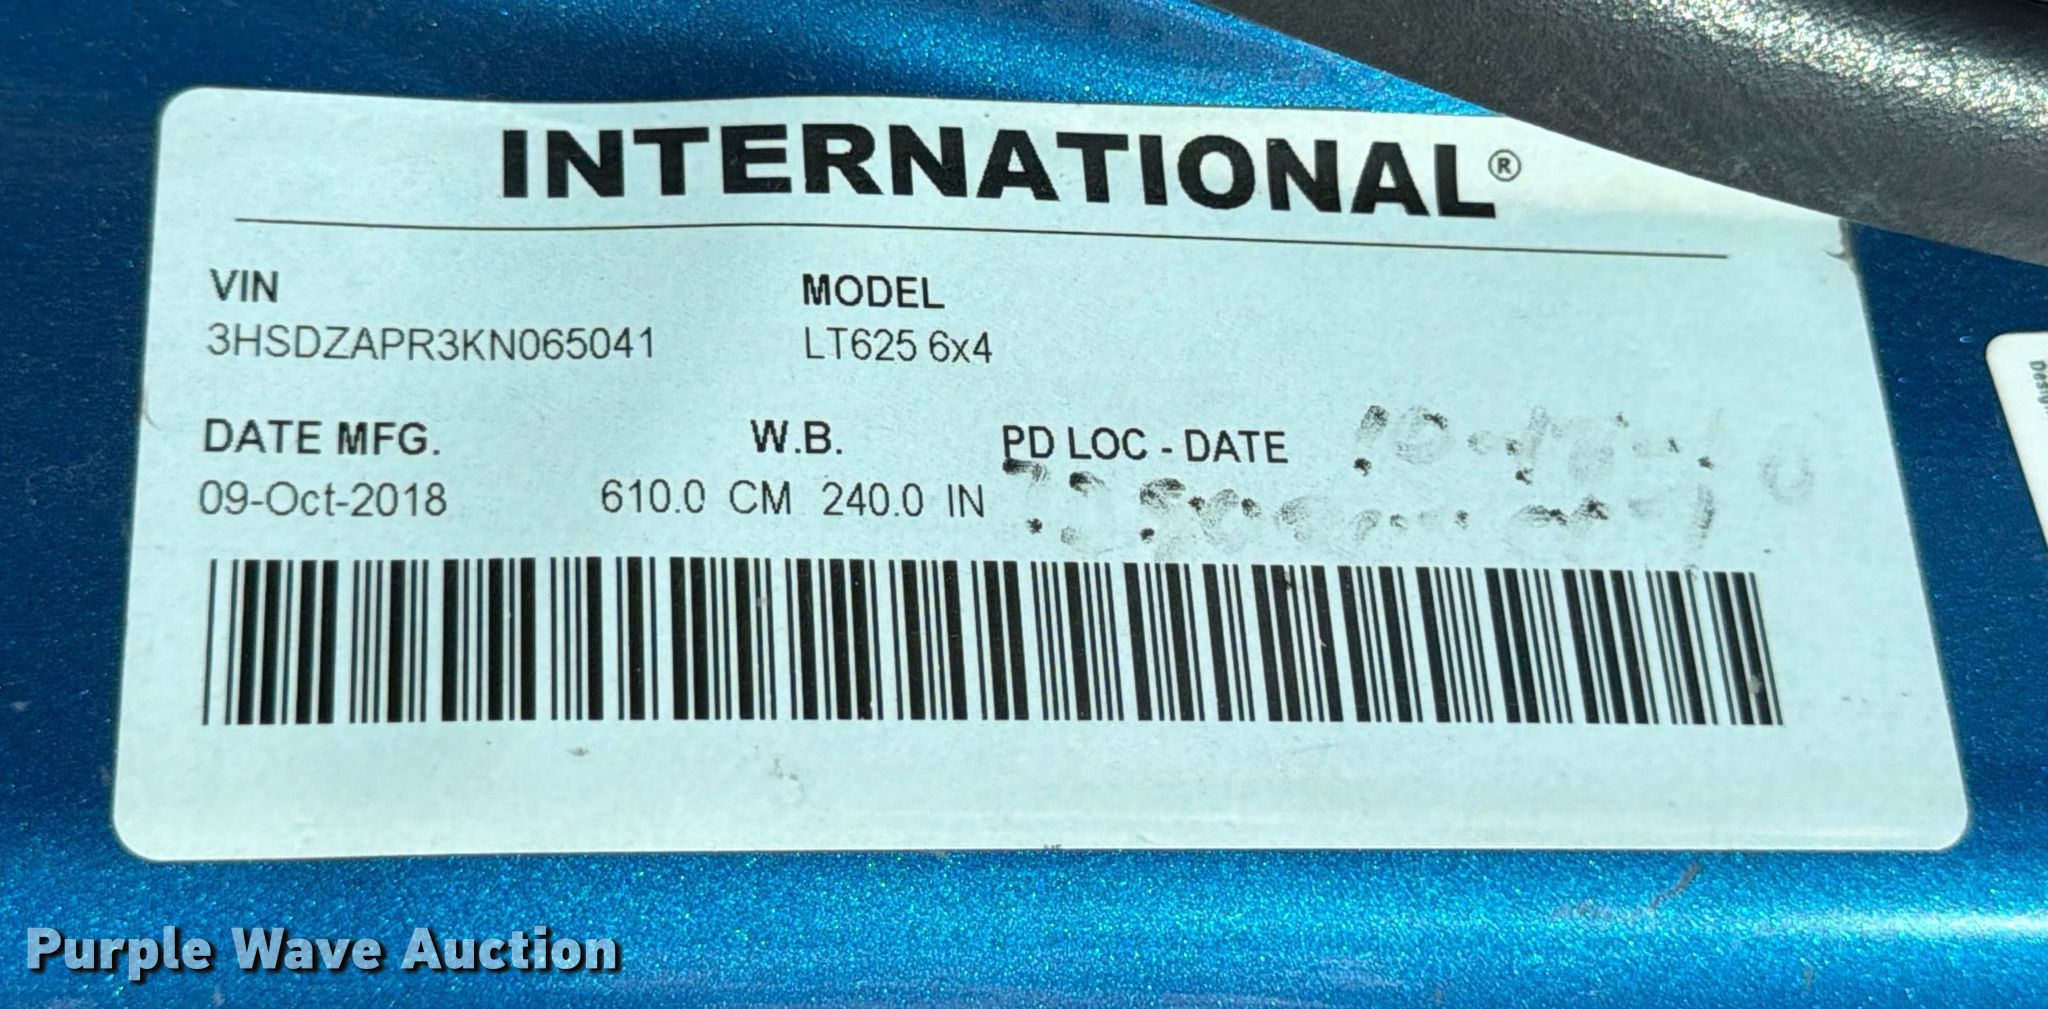 INTERNATIONAL®
VIN
3HSDZAPR3KN065041
MODEL
LT625 6x4
DATE MFG.
09-Oct-2018
W.B.
610.0 CM 240.0 IN
PD LOC - DATE
Purple Wave Auction